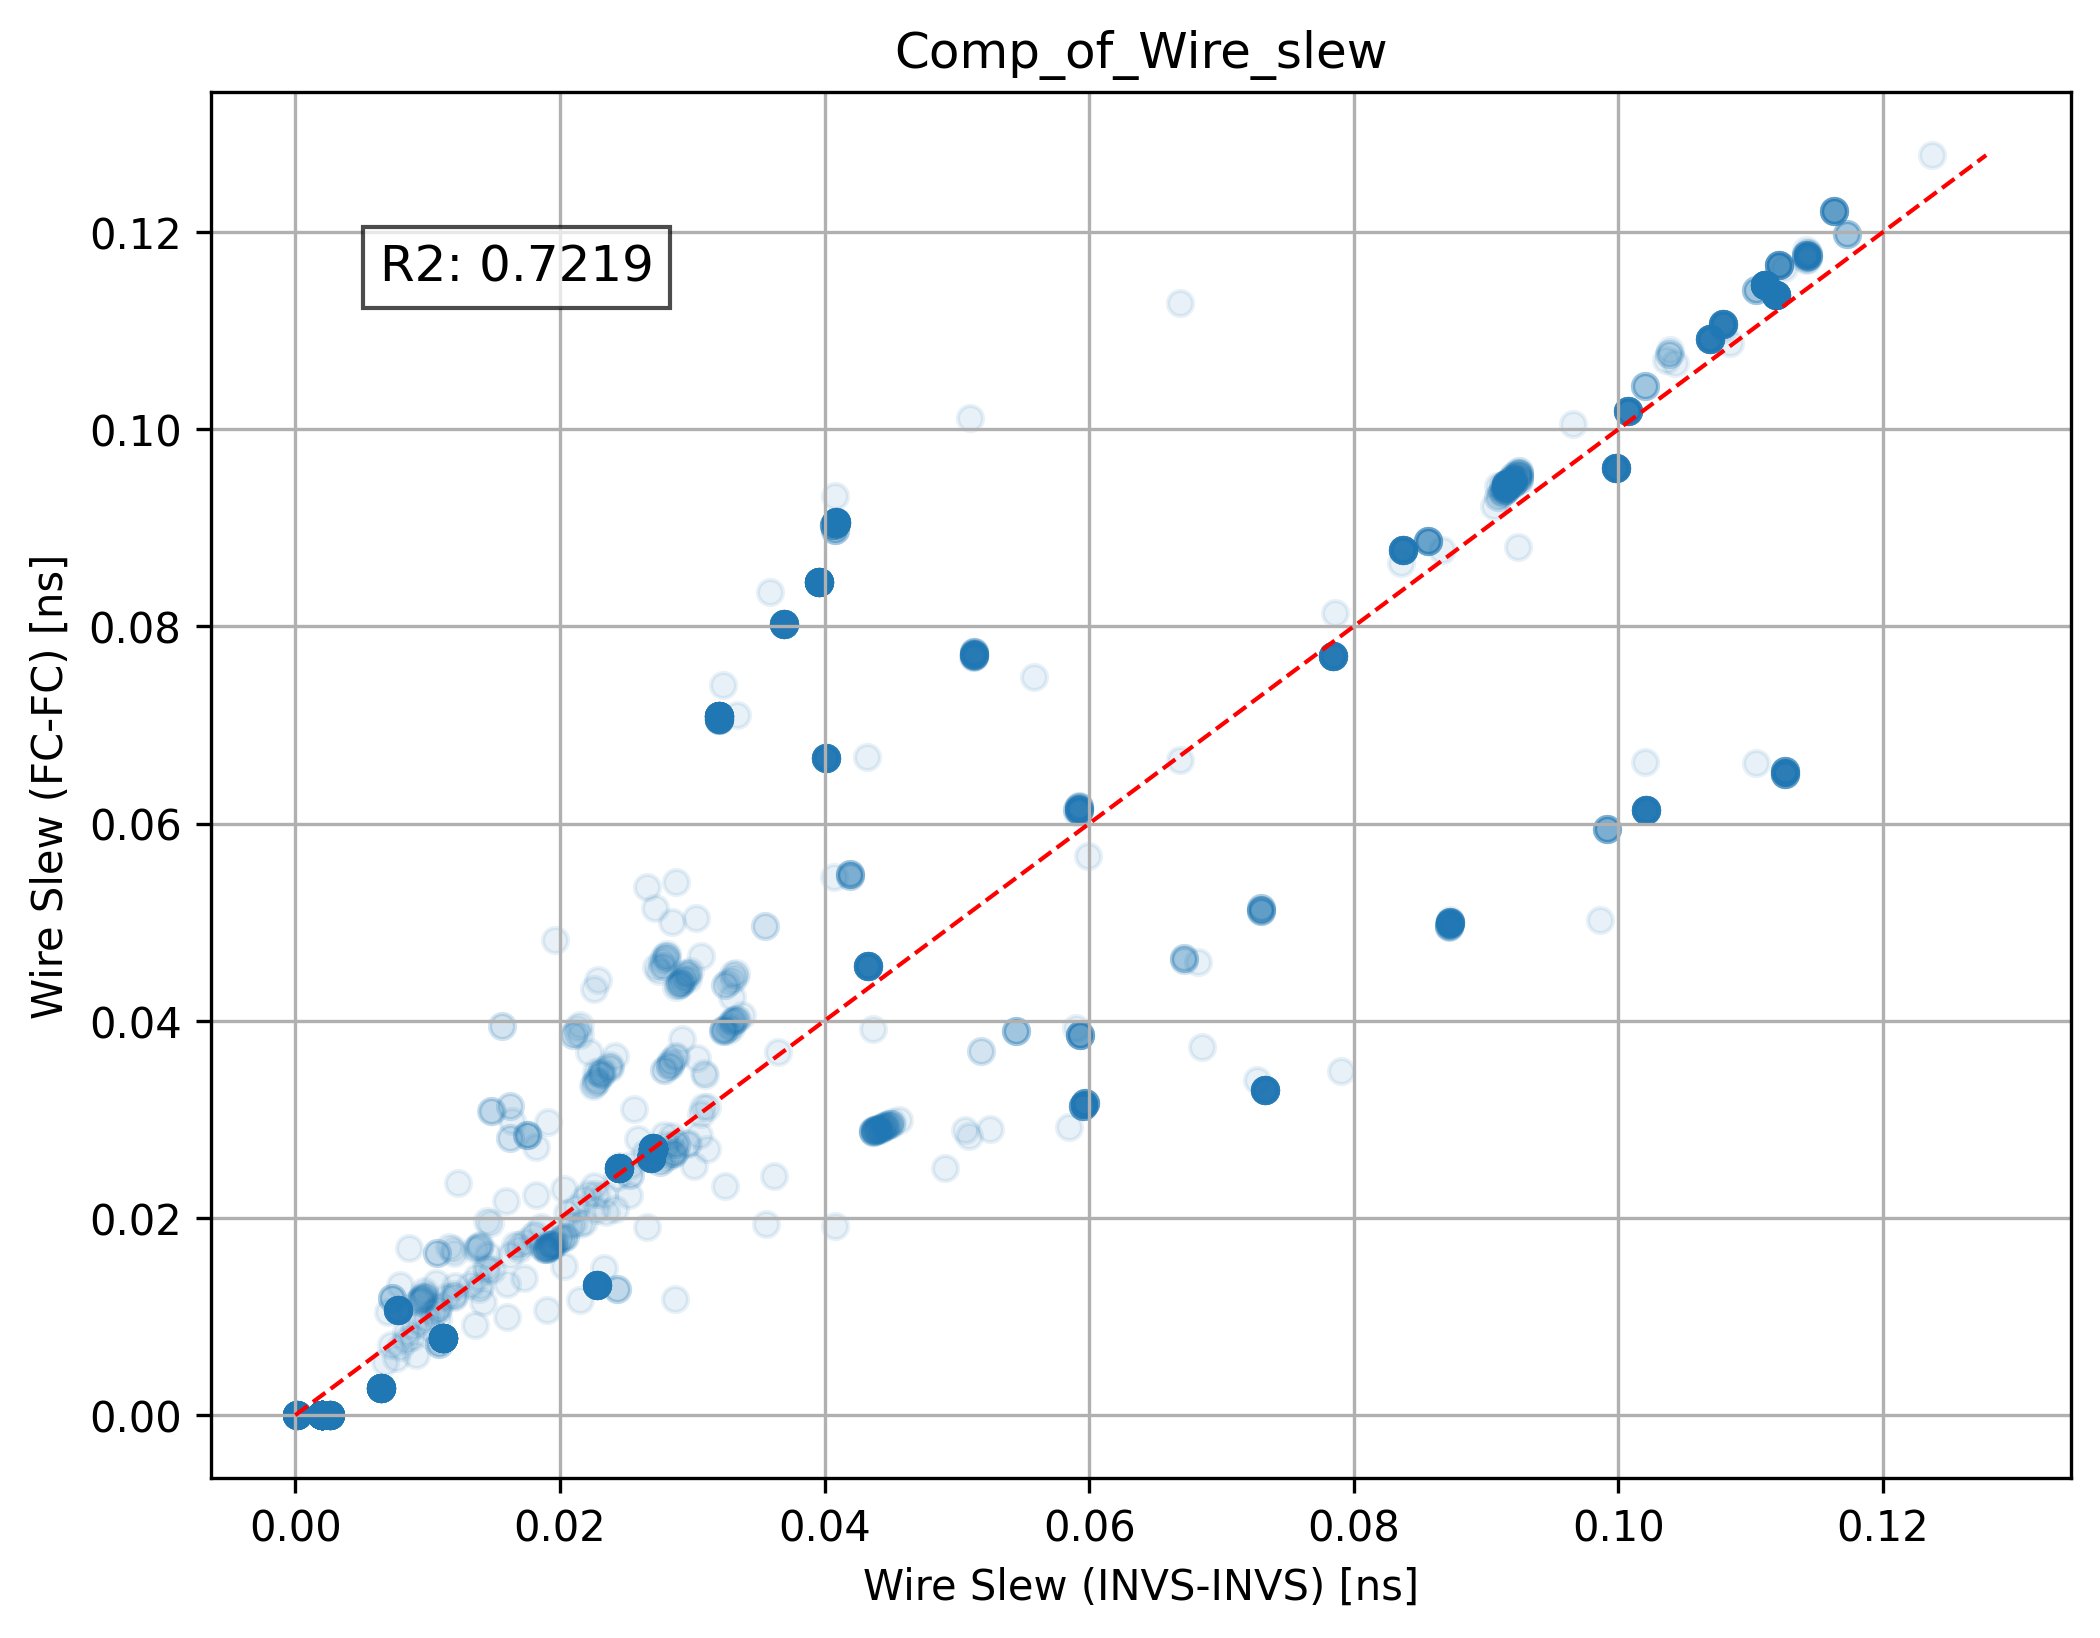 Comp_of_Wire_slew
R2: 0.7219
Wire Slew (FC-FC) [ns]
0.12
0.10
0.08
0.06
0.04
0.02
0.00
0.00 0.02 0.04 0.06 0.08 0.10 0.12
Wire Slew (INVS-INVS) [ns]